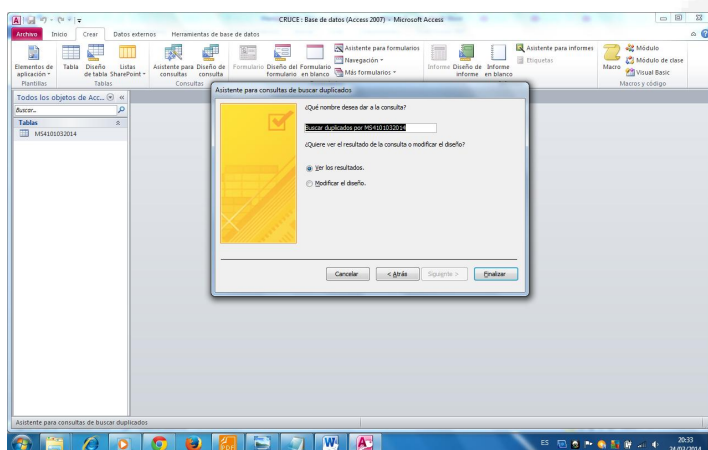 CRUCE : Base de datos (Access 2007) - Microsoft Access
Archivo Inicio Crear Datos externos Herramientas de base de datos
Elementos de aplicación
Tabla
Diseño de tabla
Listas SharePoint
Asistente para consultas
Diseño de consulta
Formulario
Diseño del formulario
Formulario en blanco
Asistente para formularios
Navegación
Más formularios
Informe
Diseño de informe
Informe en blanco
Asistente para informes
Etiquetas
Macro
Módulo
Módulo de clase
Visual Basic
Plantillas
Tablas
Consultas
Macros y código
Todos los objetos de Acc...
Buscar...
Tablas
MS4101032014
Asistente para consultas de buscar duplicados
¿Qué nombre desea dar a la consulta?
Buscar duplicados por MS4101032014
¿Quiere ver el resultado de la consulta o modificar el diseño?
Ver los resultados.
Modificar el diseño.
Cancelar
< Atrás
Siguiente >
Finalizar
Asistente para consultas de buscar duplicados
ES
20:33
24/03/2014